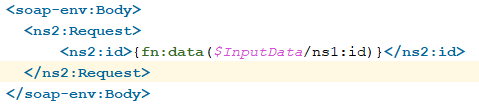 <soap-env:Body>
<ns2:Request>
<ns2:id>{fn:data($InputData/ns1:id)}</ns2:id>
</ns2:Request>
</soap-env:Body>